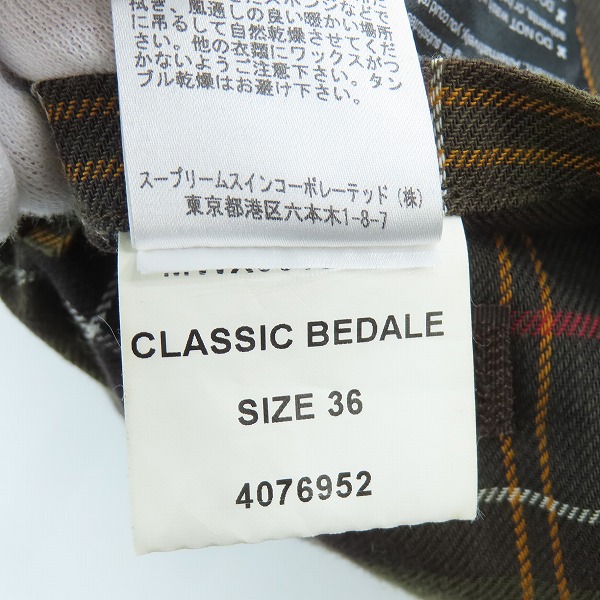 拭き、風通しの良い暖かい場所
に吊るして自然乾燥させてくだ
さい。他の衣類にワックスがつ
かないようご注意下さい。タン
ブル乾燥はお避け下さい。
スープリームスインコーポレーテッド（株）
東京都港区六本木1-8-7
CLASSIC BEDALE
SIZE 36
4076952
DO NOT